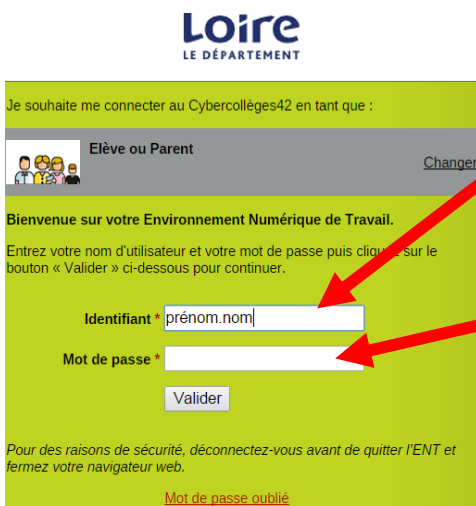 Loire
LE DÉPARTEMENT
Je souhaite me connecter au Cybercollèges42 en tant que :
Elève ou Parent
Changer
Bienvenue sur votre Environnement Numérique de Travail.
Entrez votre nom d'utilisateur et votre mot de passe puis cliquez sur le
bouton « Valider » ci-dessous pour continuer.
Identifiant * prénom.nom
Mot de passe *
Valider
Pour des raisons de sécurité, déconnectez-vous avant de quitter l'ENT et
fermez votre navigateur web.
Mot de passe oublié